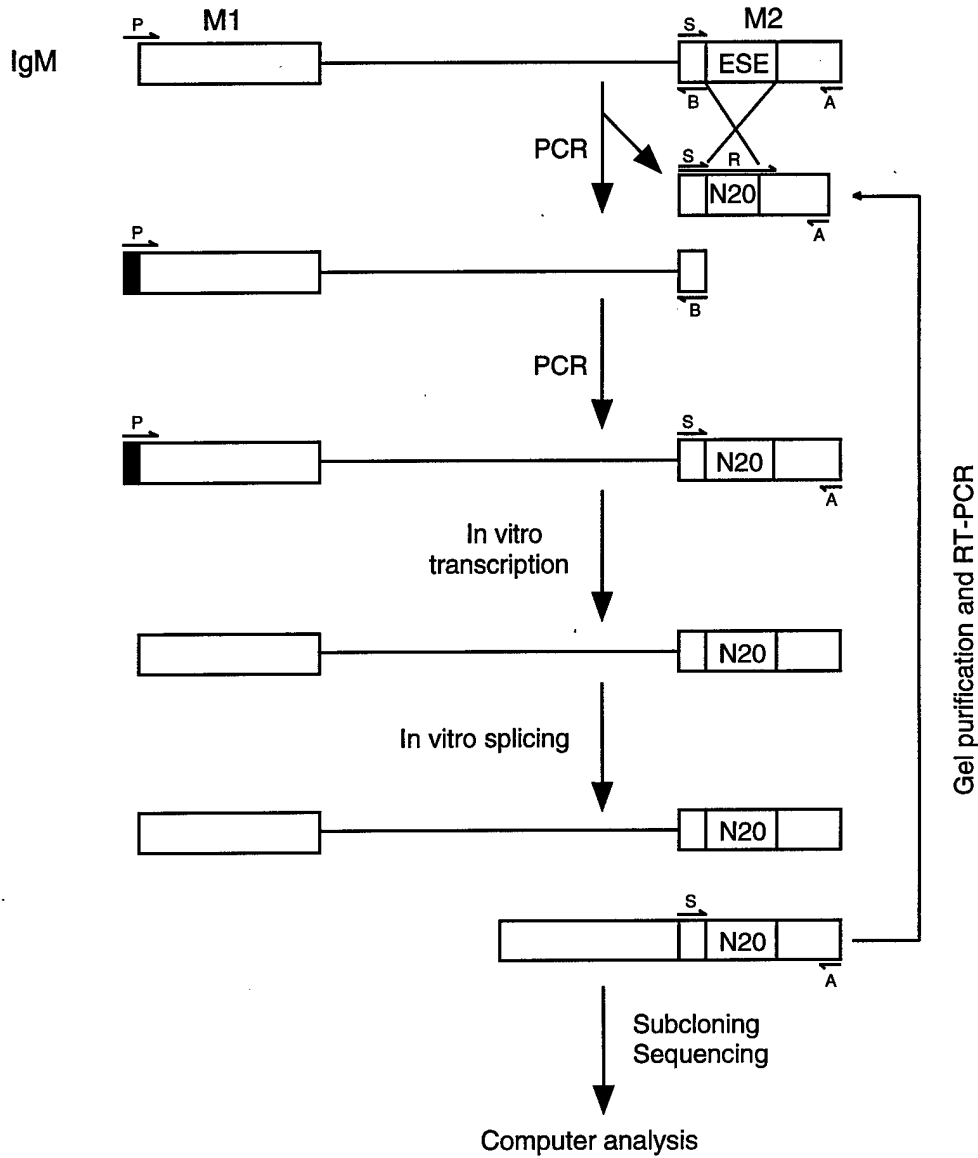 P
M1
M2
IgM
S
ESE
B
A
PCR
S
R
N20
A
P
B
PCR
P
S
N20
A
In vitro
transcription
N20
In vitro splicing
N20
S
N20
A
Gel purification and RT-PCR
Subcloning
Sequencing
Computer analysis